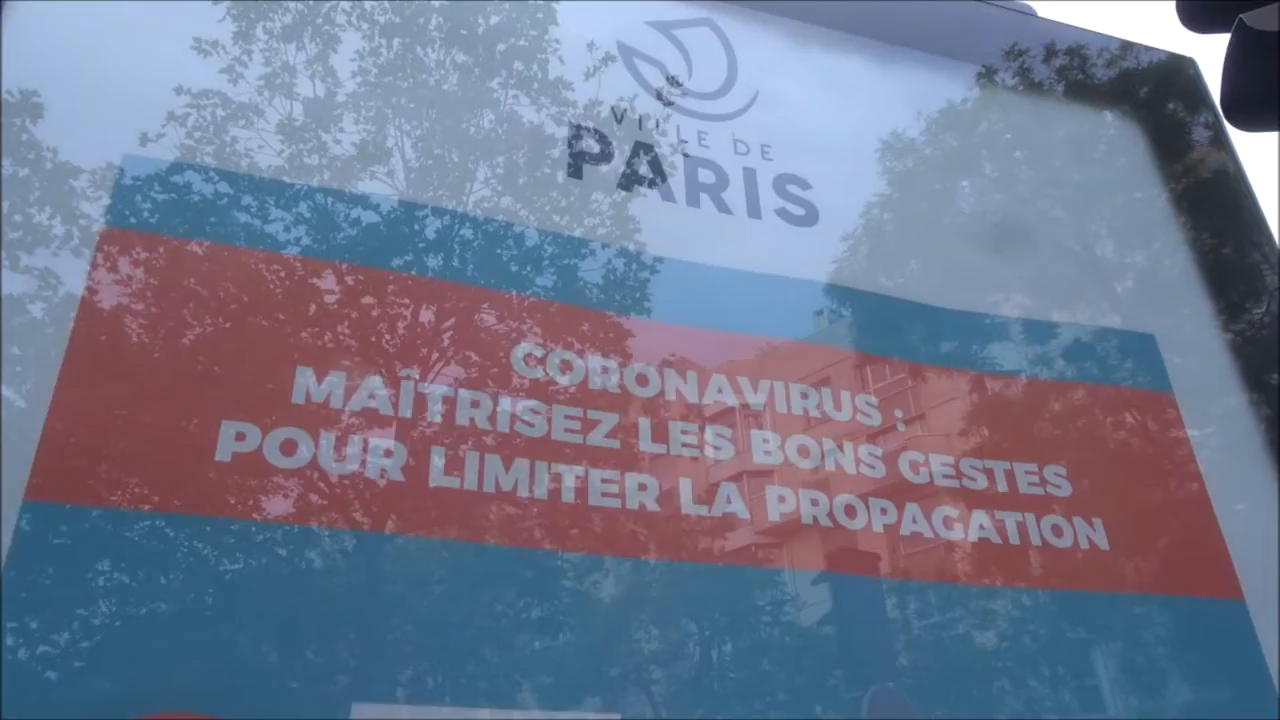 VILLE DE
PARIS
CORONAVIRUS :
MAÎTRISEZ LES BONS GESTES
POUR LIMITER LA PROPAGATION